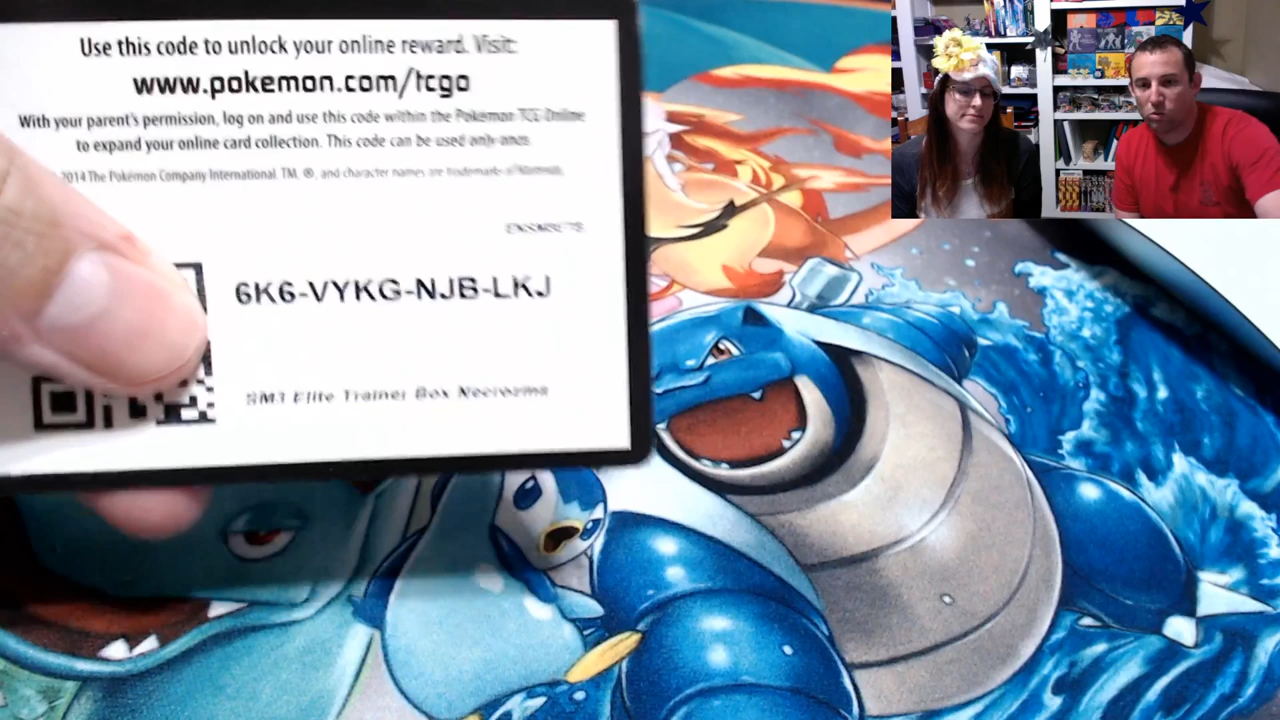 Use this code to unlock your online reward. Visit:
www.pokemon.com/tcgo
With your parent's permission, log on and use this code within the Pokémon TCG Online
to expand your online card collection. This code can be used only once.
2014 The Pokémon Company International. TM, ®, and character names are trademarks of Nintendo.
6K6-VYKG-NJB-LKJ
SM3 Elite Trainer Box Necrozma